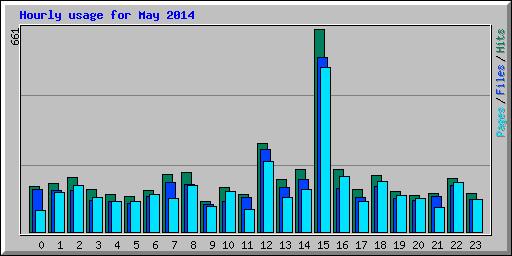 Hourly usage for May 2014
661
Pages/Files/Hits
0 1 2 3 4 5 6 7 8 9 10 11 12 13 14 15 16 17 18 19 20 21 22 23